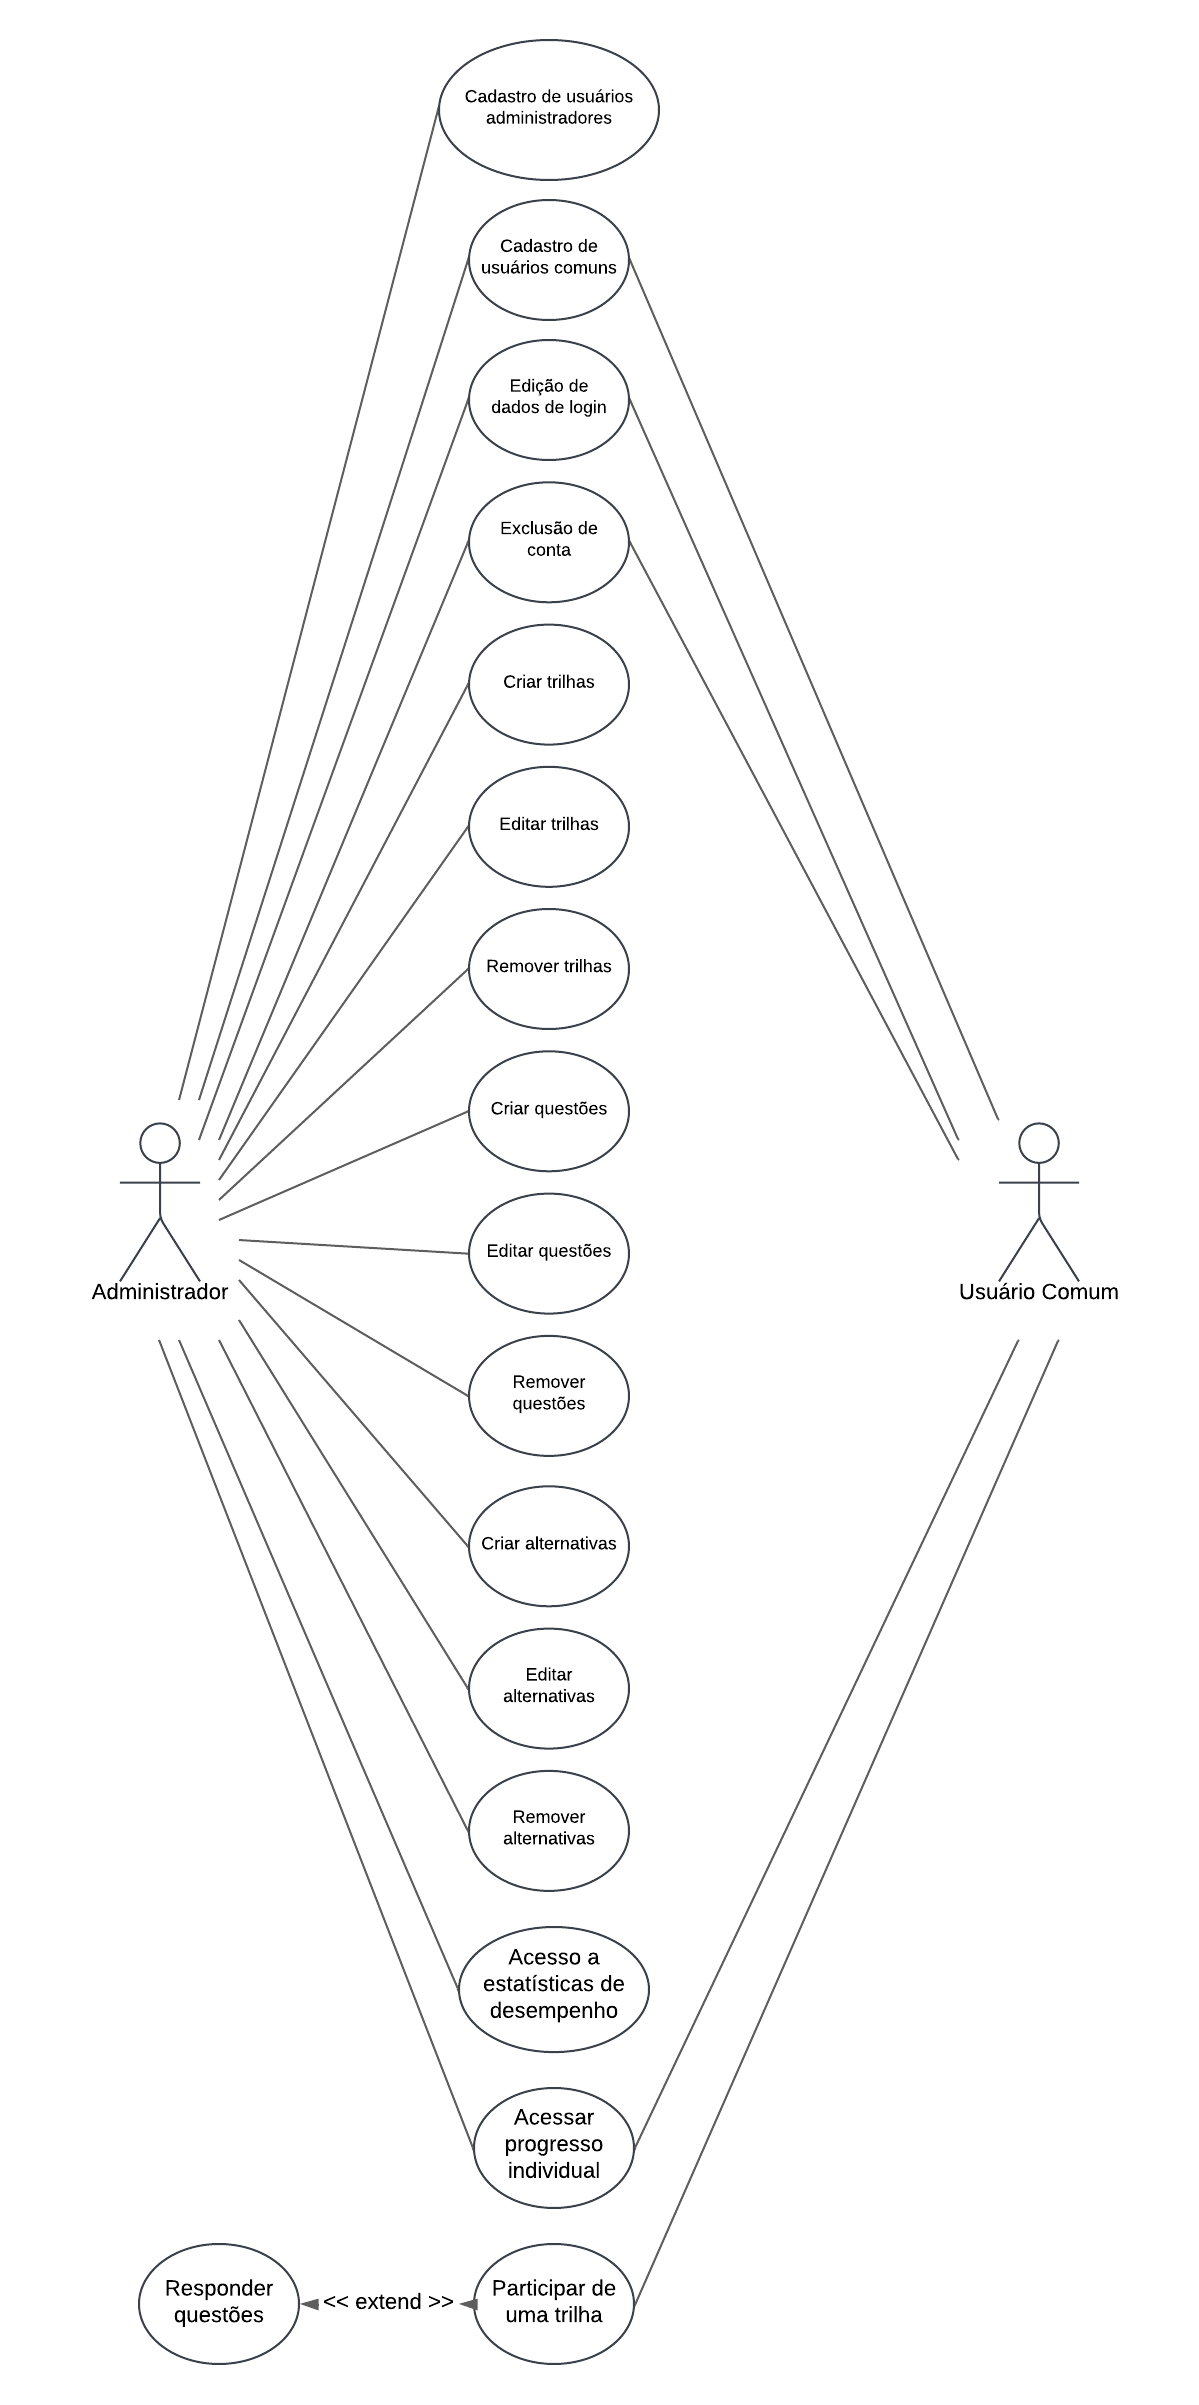 Cadastro de usuários
administradores
Cadastro de
usuários comuns
Edição de
dados de login
Exclusão de
conta
Criar trilhas
Editar trilhas
Remover trilhas
Criar questões
Editar questões
Administrador
Usuário Comum
Remover
questões
Criar alternativas
Editar
alternativas
Remover
alternativas
Acesso a
estatísticas de
desempenho
Acessar
progresso
individual
Responder
questões
<< extend >>
Participar de
uma trilha